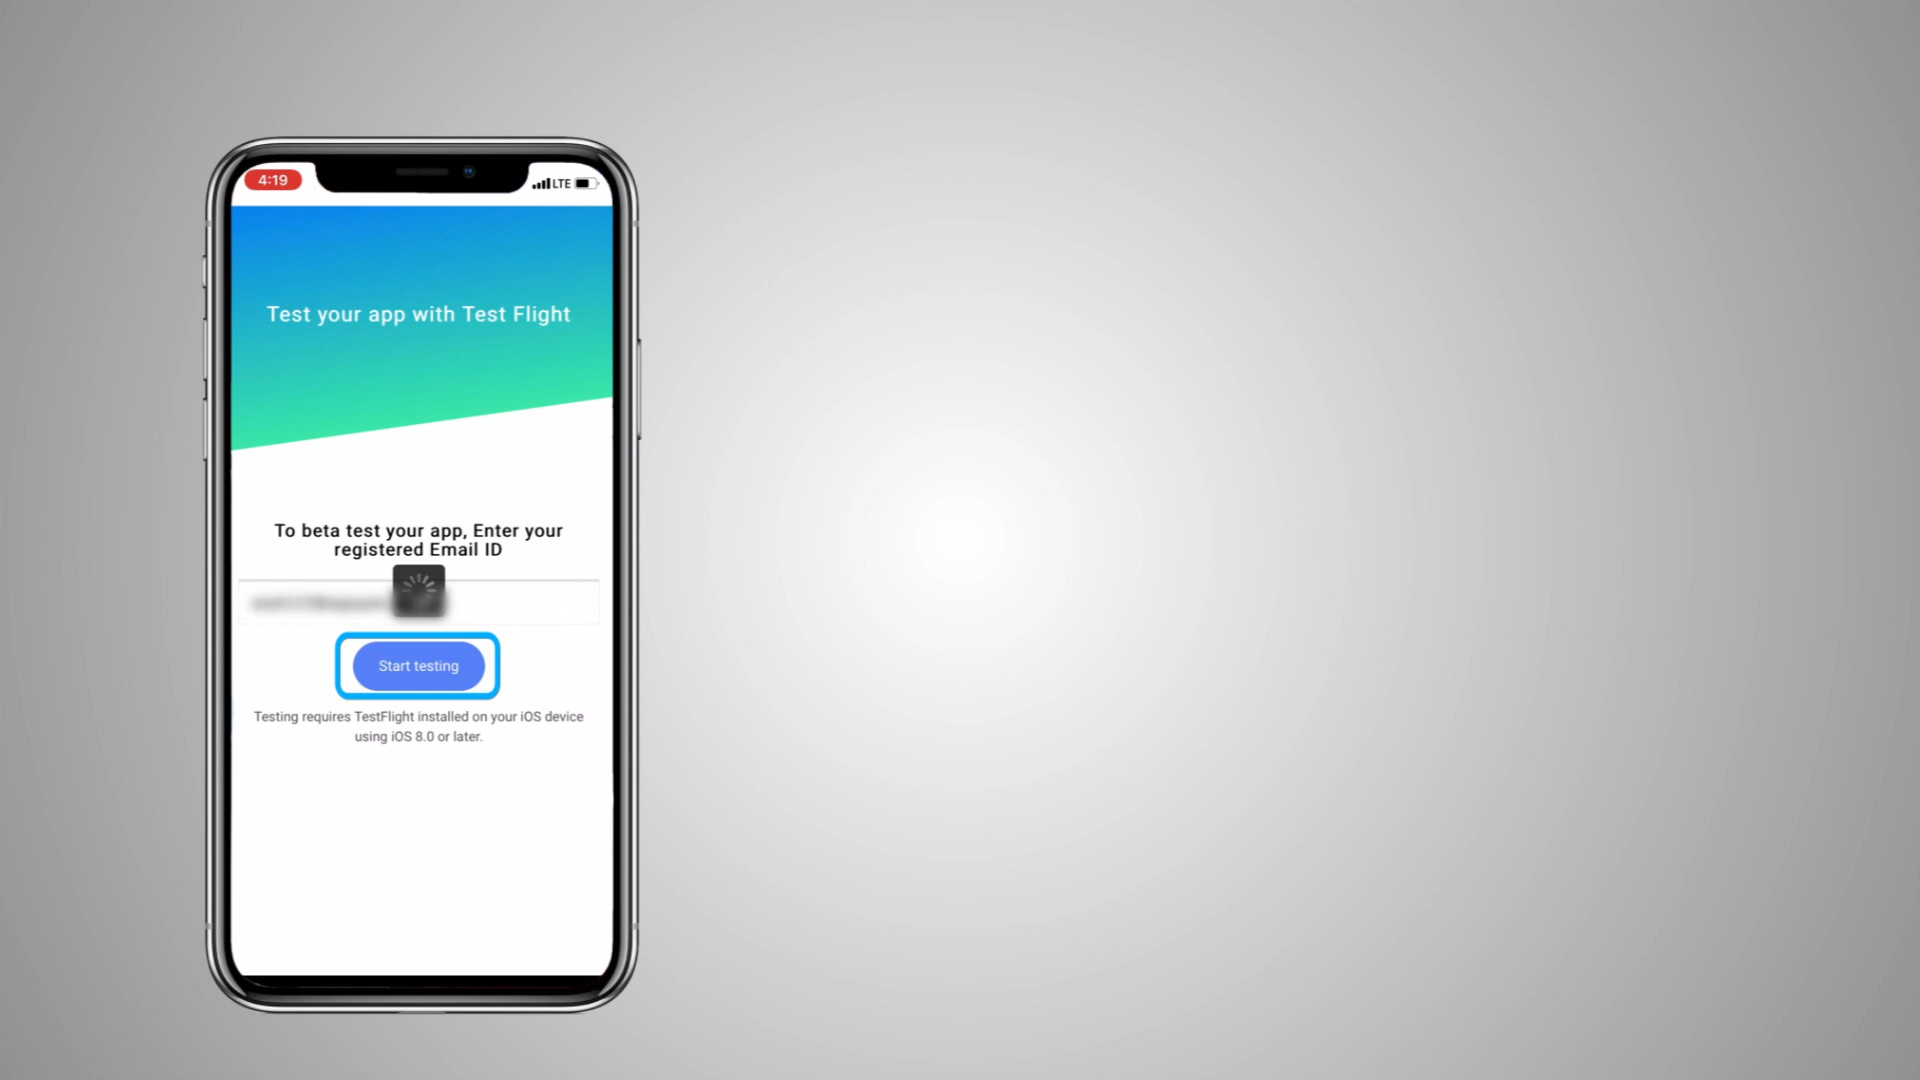 4:19
LTE
Test your app with Test Flight
To beta test your app, Enter your
registered Email ID
Start testing
Testing requires TestFlight installed on your iOS device
using iOS 8.0 or later.